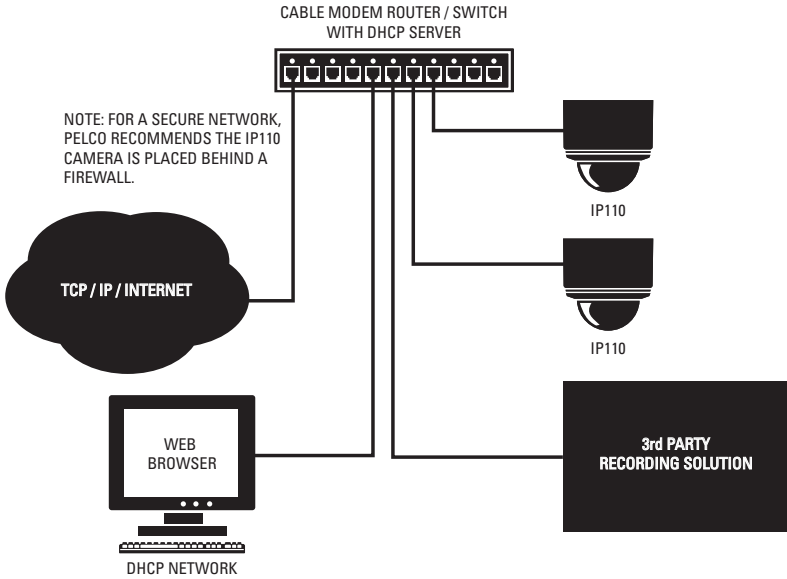 CABLE MODEM ROUTER / SWITCH
WITH DHCP SERVER
NOTE: FOR A SECURE NETWORK,
PELCO RECOMMENDS THE IP110
CAMERA IS PLACED BEHIND A
FIREWALL.
IP110
TCP / IP / INTERNET
IP110
WEB
BROWSER
3rd PARTY
RECORDING SOLUTION
DHCP NETWORK